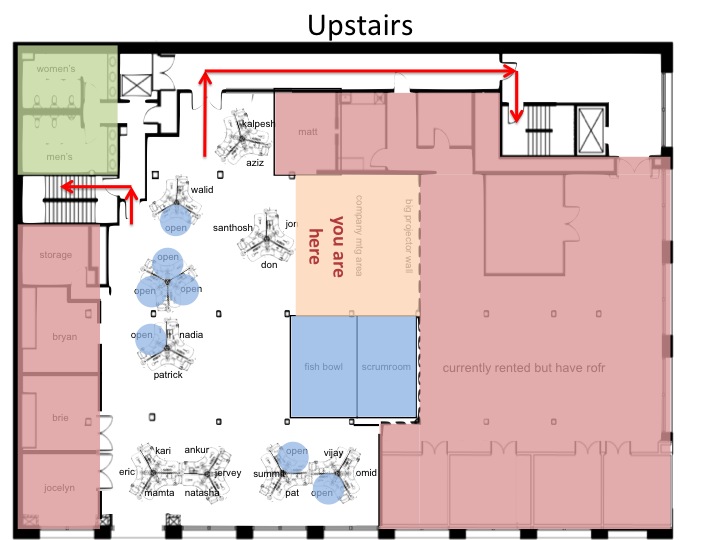 Upstairs
women's
men's
kalpesh
aziz
matt
walid
open
santhosh
jon
don
you are
here
company mtg area
big projector wall
storage
open
open
open
bryan
open
nadia
patrick
fish bowl
scrumroom
currently rented but have rofr
brie
jocelyn
kari
ankur
eric
jervey
mamta
natasha
open
vijay
summit
omid
pat
open